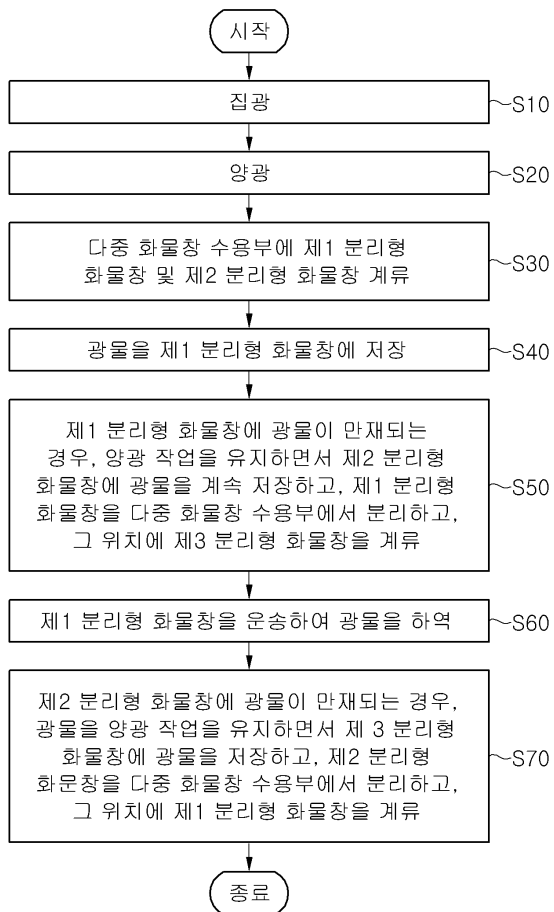 시작
집광
S10
양광
S20
다중 화물창 수용부에 제1 분리형
화물창 및 제2 분리형 화물창 계류
S30
광물을 제1 분리형 화물창에 저장
S40
제1 분리형 화물창에 광물이 만재되는
경우, 양광 작업을 유지하면서 제2 분리형
화물창에 광물을 계속 저장하고, 제1 분리형
화물창을 다중 화물창 수용부에서 분리하고,
그 위치에 제3 분리형 화물창을 계류
S50
제1 분리형 화물창을 운송하여 광물을 하역
S60
제2 분리형 화물창에 광물이 만재되는 경우,
광물을 양광 작업을 유지하면서 제 3 분리형
화물창에 광물을 저장하고, 제2 분리형
화문창을 다중 화물창 수용부에서 분리하고,
그 위치에 제1 분리형 화물창을 계류
S70
종료